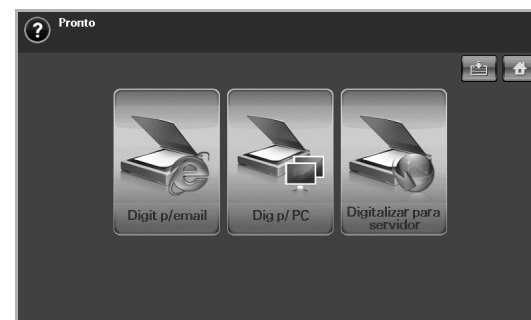 Pronto
Digit p/email
Dig p/ PC
Digitalizar para
servidor